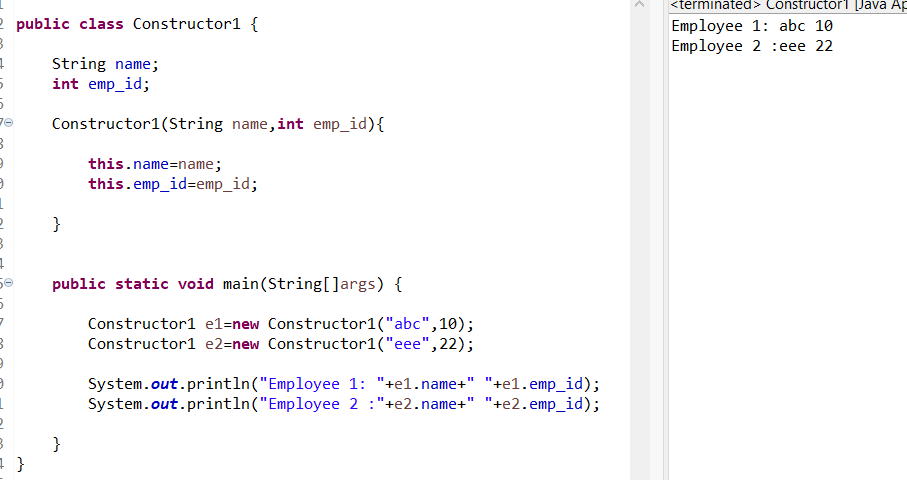 public class Constructor1 {
String name;
int emp_id;
Constructor1(String name,int emp_id){
this.name=name;
this.emp_id=emp_id;
}
public static void main(String[]args) {
Constructor1 e1=new Constructor1("abc",10);
Constructor1 e2=new Constructor1("eee",22);
System.out.println("Employee 1: "+e1.name+" "+e1.emp_id);
System.out.println("Employee 2 :"+e2.name+" "+e2.emp_id);
}
}
<terminated> Constructor1 [Java Ap
Employee 1: abc 10
Employee 2 :eee 22